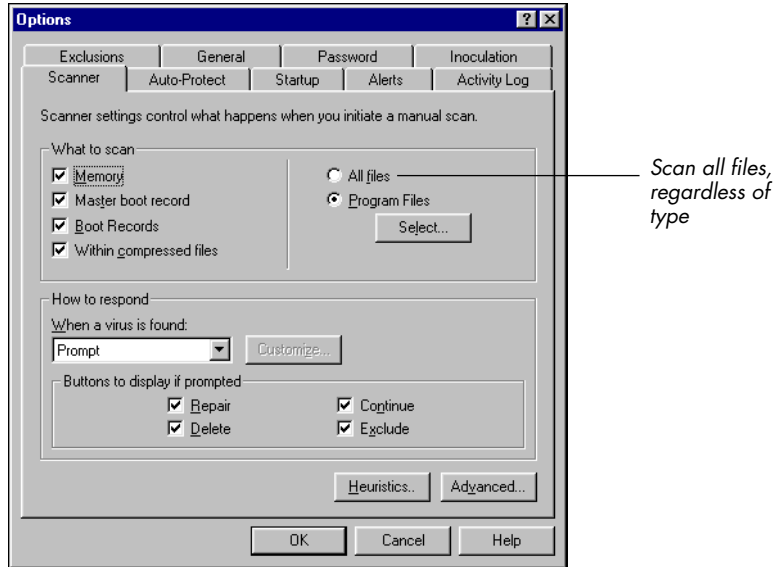 Options
Exclusions General Password Inoculation
Scanner Auto-Protect Startup Alerts Activity Log
Scanner settings control what happens when you initiate a manual scan.
What to scan
Memory
Master boot record
Boot Records
Within compressed files
All files
Program Files
Select...
Scan all files,
regardless of
type
How to respond
When a virus is found:
Prompt Customize...
Buttons to display if prompted
Repair Continue
Delete Exclude
Heuristics.. Advanced...
OK Cancel Help